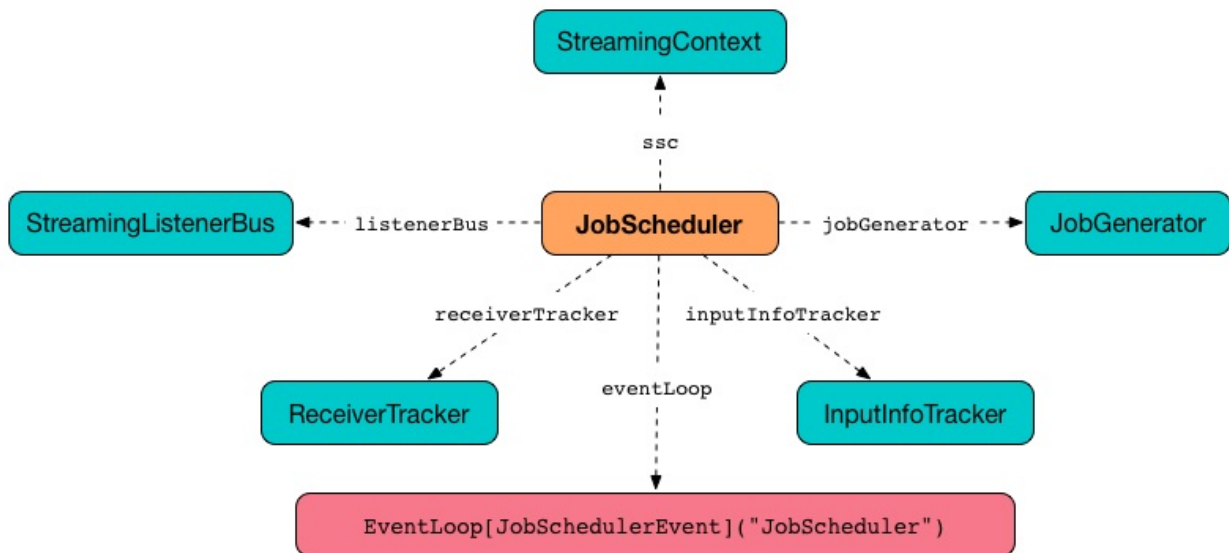 StreamingContext
ssc
StreamingListenerBus
listenerBus
JobScheduler
jobGenerator
JobGenerator
receiverTracker
inputInfoTracker
eventLoop
ReceiverTracker
InputInfoTracker
EventLoop[JobSchedulerEvent]("JobScheduler")